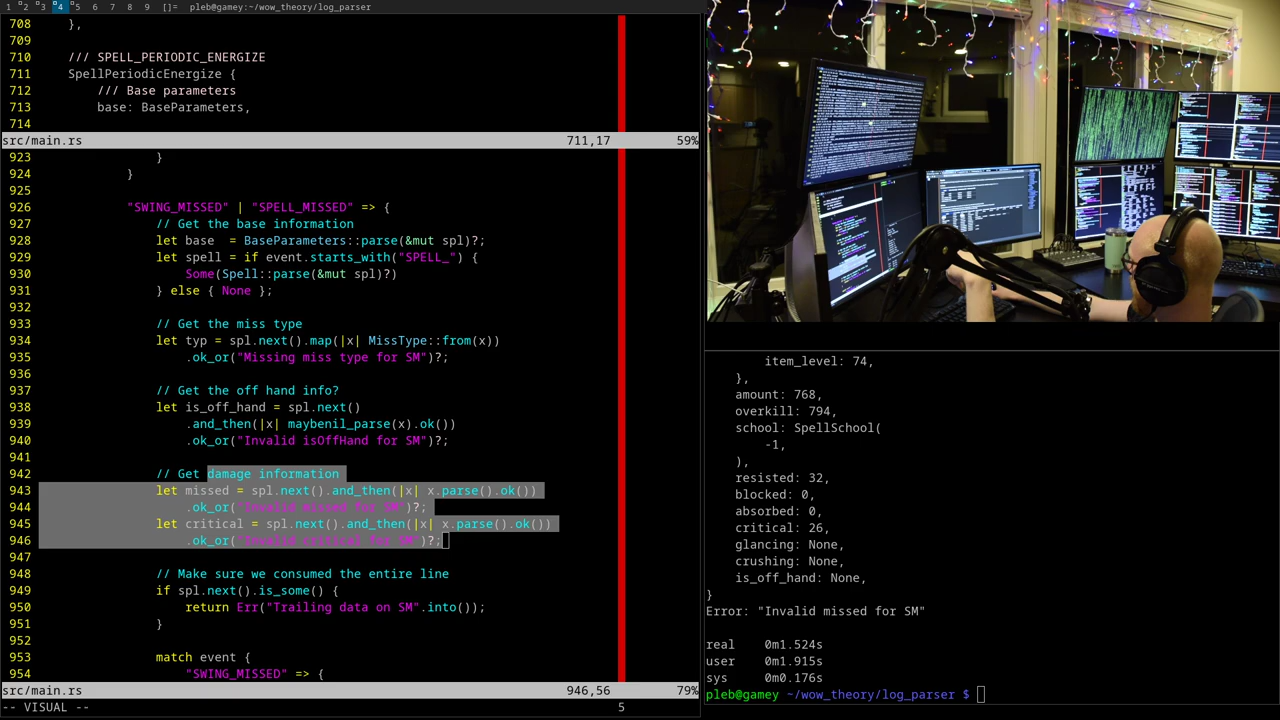 1 2 3 4 5 6 7 8 9 []= pleb@gamey:~/wow_theory/log_parser
708 },
709
710 /// SPELL_PERIODIC_ENERGIZE
711 SpellPeriodicEnergize {
712 /// Base parameters
713 base: BaseParameters,
714
src/main.rs 711,17 59%
923 }
924 }
925
926 "SWING_MISSED" | "SPELL_MISSED" => {
927 // Get the base information
928 let base  = BaseParameters::parse(&mut spl)?;
929 let spell = if event.starts_with("SPELL_") {
930 Some(Spell::parse(&mut spl)?)
931 } else { None };
932
933 // Get the miss type
934 let typ = spl.next().map(|x| MissType::from(x))
935 .ok_or("Missing miss type for SM")?;
936
937 // Get the off hand info?
938 let is_off_hand = spl.next()
939 .and_then(|x| maybenil_parse(x).ok())
940 .ok_or("Invalid isOffHand for SM")?;
941
942 // Get damage information
943 let missed = spl.next().and_then(|x| x.parse().ok())
944 .ok_or("Invalid missed for SM")?;
945 let critical = spl.next().and_then(|x| x.parse().ok())
946 .ok_or("Invalid critical for SM")?;
947
948 // Make sure we consumed the entire line
949 if spl.next().is_some() {
950 return Err("Trailing data on SM".into());
951 }
952
953 match event {
954 "SWING_MISSED" => {
src/main.rs 946,56 79%
-- VISUAL -- 5
item_level: 74,
},
amount: 768,
overkill: 794,
school: SpellSchool(
-1,
),
resisted: 32,
blocked: 0,
absorbed: 0,
critical: 26,
glancing: None,
crushing: None,
is_off_hand: None,
}
Error: "Invalid missed for SM"
real 0m1.524s
user 0m1.915s
sys 0m0.176s
pleb@gamey ~/wow_theory/log_parser $